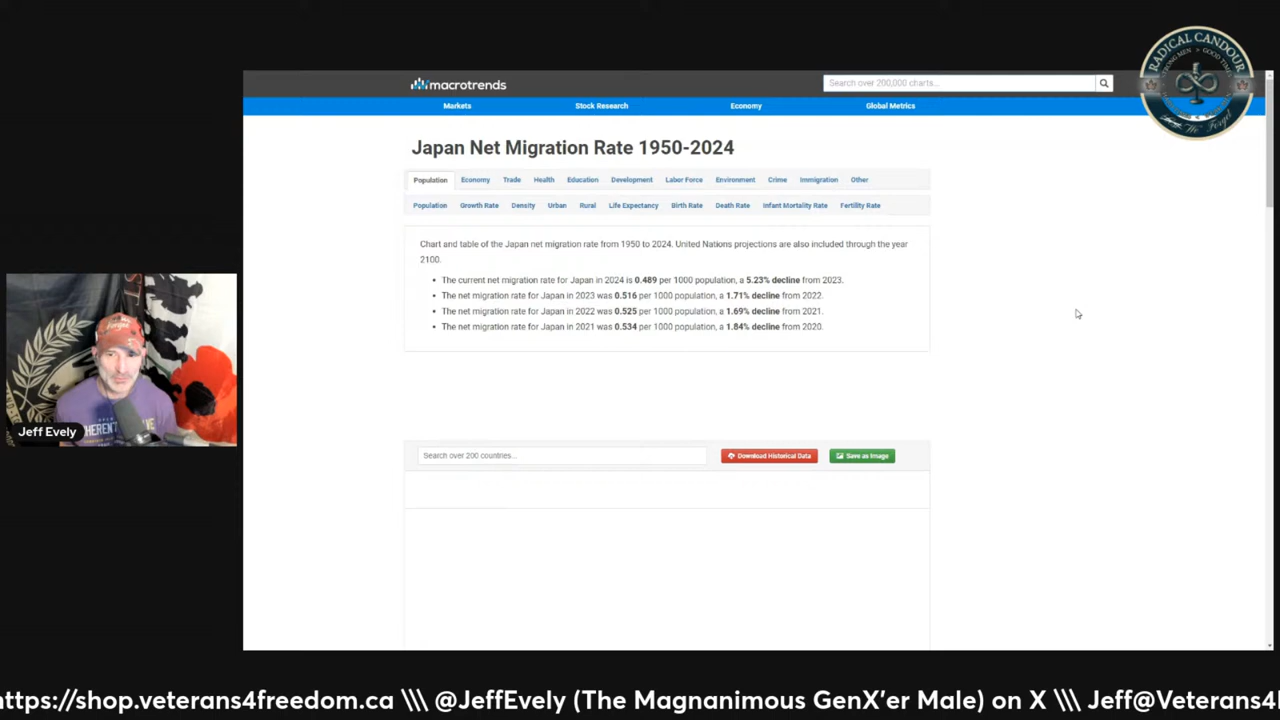 RADICAL CANDOUR
macrotrends
Search over 200,000 charts...
Markets
Stock Research
Economy
Global Metrics
Japan Net Migration Rate 1950-2024
Population Economy Trade Health Education Development Labor Force Environment Crime Immigration Other
Population Growth Rate Density Urban Rural Life Expectancy Birth Rate Death Rate Infant Mortality Rate Fertility Rate
Chart and table of the Japan net migration rate from 1950 to 2024. United Nations projections are also included through the year
2100.
• The current net migration rate for Japan in 2024 is 0.489 per 1000 population, a 5.23% decline from 2023.
• The net migration rate for Japan in 2023 was 0.516 per 1000 population, a 1.71% decline from 2022.
• The net migration rate for Japan in 2022 was 0.525 per 1000 population, a 1.69% decline from 2021.
• The net migration rate for Japan in 2021 was 0.534 per 1000 population, a 1.84% decline from 2020.
Jeff Evely
Search over 200 countries...
Download Historical Data
Save as Image
https://shop.veterans4freedom.ca \\\ @JeffEvely (The Magnanimous GenX'er Male) on X \\\ Jeff@Veterans4